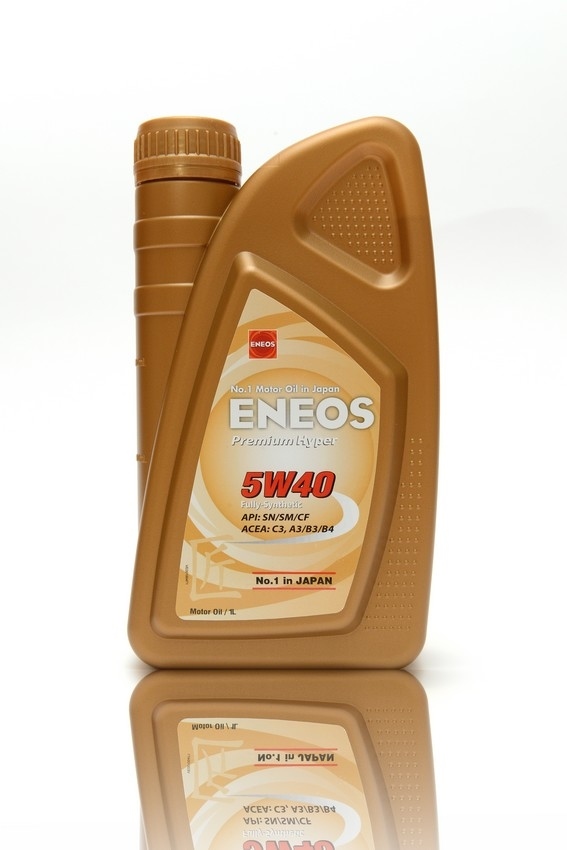 ENEOS
No.1 Motor Oil in Japan
ENEOS
Premium Hyper
5W40
Fully-Synthetic
API: SN/SM/CF
ACEA: C3, A3/B3/B4
No.1 in JAPAN
Motor Oil / 1L